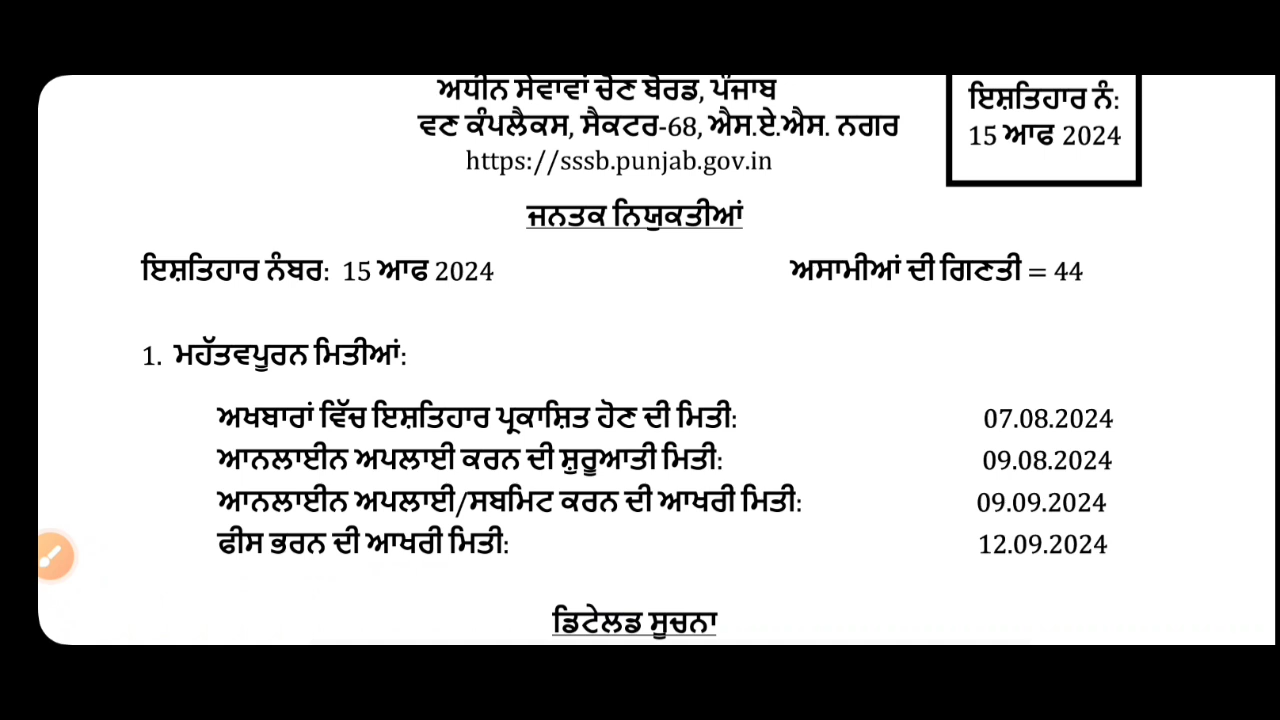 ਅਧੀਨ ਸੇਵਾਵਾਂ ਚੋਣ ਬੋਰਡ, ਪੰਜਾਬ
ਵਣ ਕੰਪਲੈਕਸ, ਸੈਕਟਰ-68, ਐਸ.ਏ.ਐਸ. ਨਗਰ
https://sssb.punjab.gov.in
ਇਸ਼ਤਿਹਾਰ ਨੰ:
15 ਆਫ 2024
ਜਨਤਕ ਨਿਯੁਕਤੀਆਂ
ਇਸ਼ਤਿਹਾਰ ਨੰਬਰ: 15 ਆਫ 2024 ਅਸਾਮੀਆਂ ਦੀ ਗਿਣਤੀ = 44
1. ਮਹੱਤਵਪੂਰਨ ਮਿਤੀਆਂ:
ਅਖਬਾਰਾਂ ਵਿੱਚ ਇਸ਼ਤਿਹਾਰ ਪ੍ਰਕਾਸ਼ਿਤ ਹੋਣ ਦੀ ਮਿਤੀ: 07.08.2024
ਆਨਲਾਈਨ ਅਪਲਾਈ ਕਰਨ ਦੀ ਸ਼ੁਰੂਆਤੀ ਮਿਤੀ: 09.08.2024
ਆਨਲਾਈਨ ਅਪਲਾਈ/ਸਬਮਿਟ ਕਰਨ ਦੀ ਆਖਰੀ ਮਿਤੀ: 09.09.2024
ਫੀਸ ਭਰਨ ਦੀ ਆਖਰੀ ਮਿਤੀ: 12.09.2024
ਡਿਟੇਲਡ ਸੂਚਨਾ